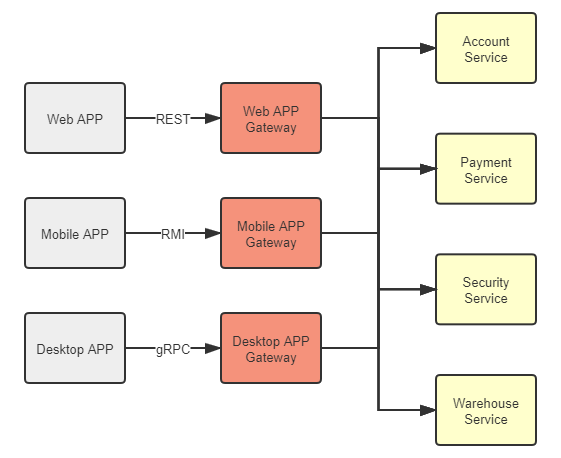 Account
Service
Web APP
REST
Web APP
Gateway
Payment
Service
Mobile APP
RMI
Mobile APP
Gateway
Security
Service
Desktop APP
gRPC
Desktop APP
Gateway
Warehouse
Service